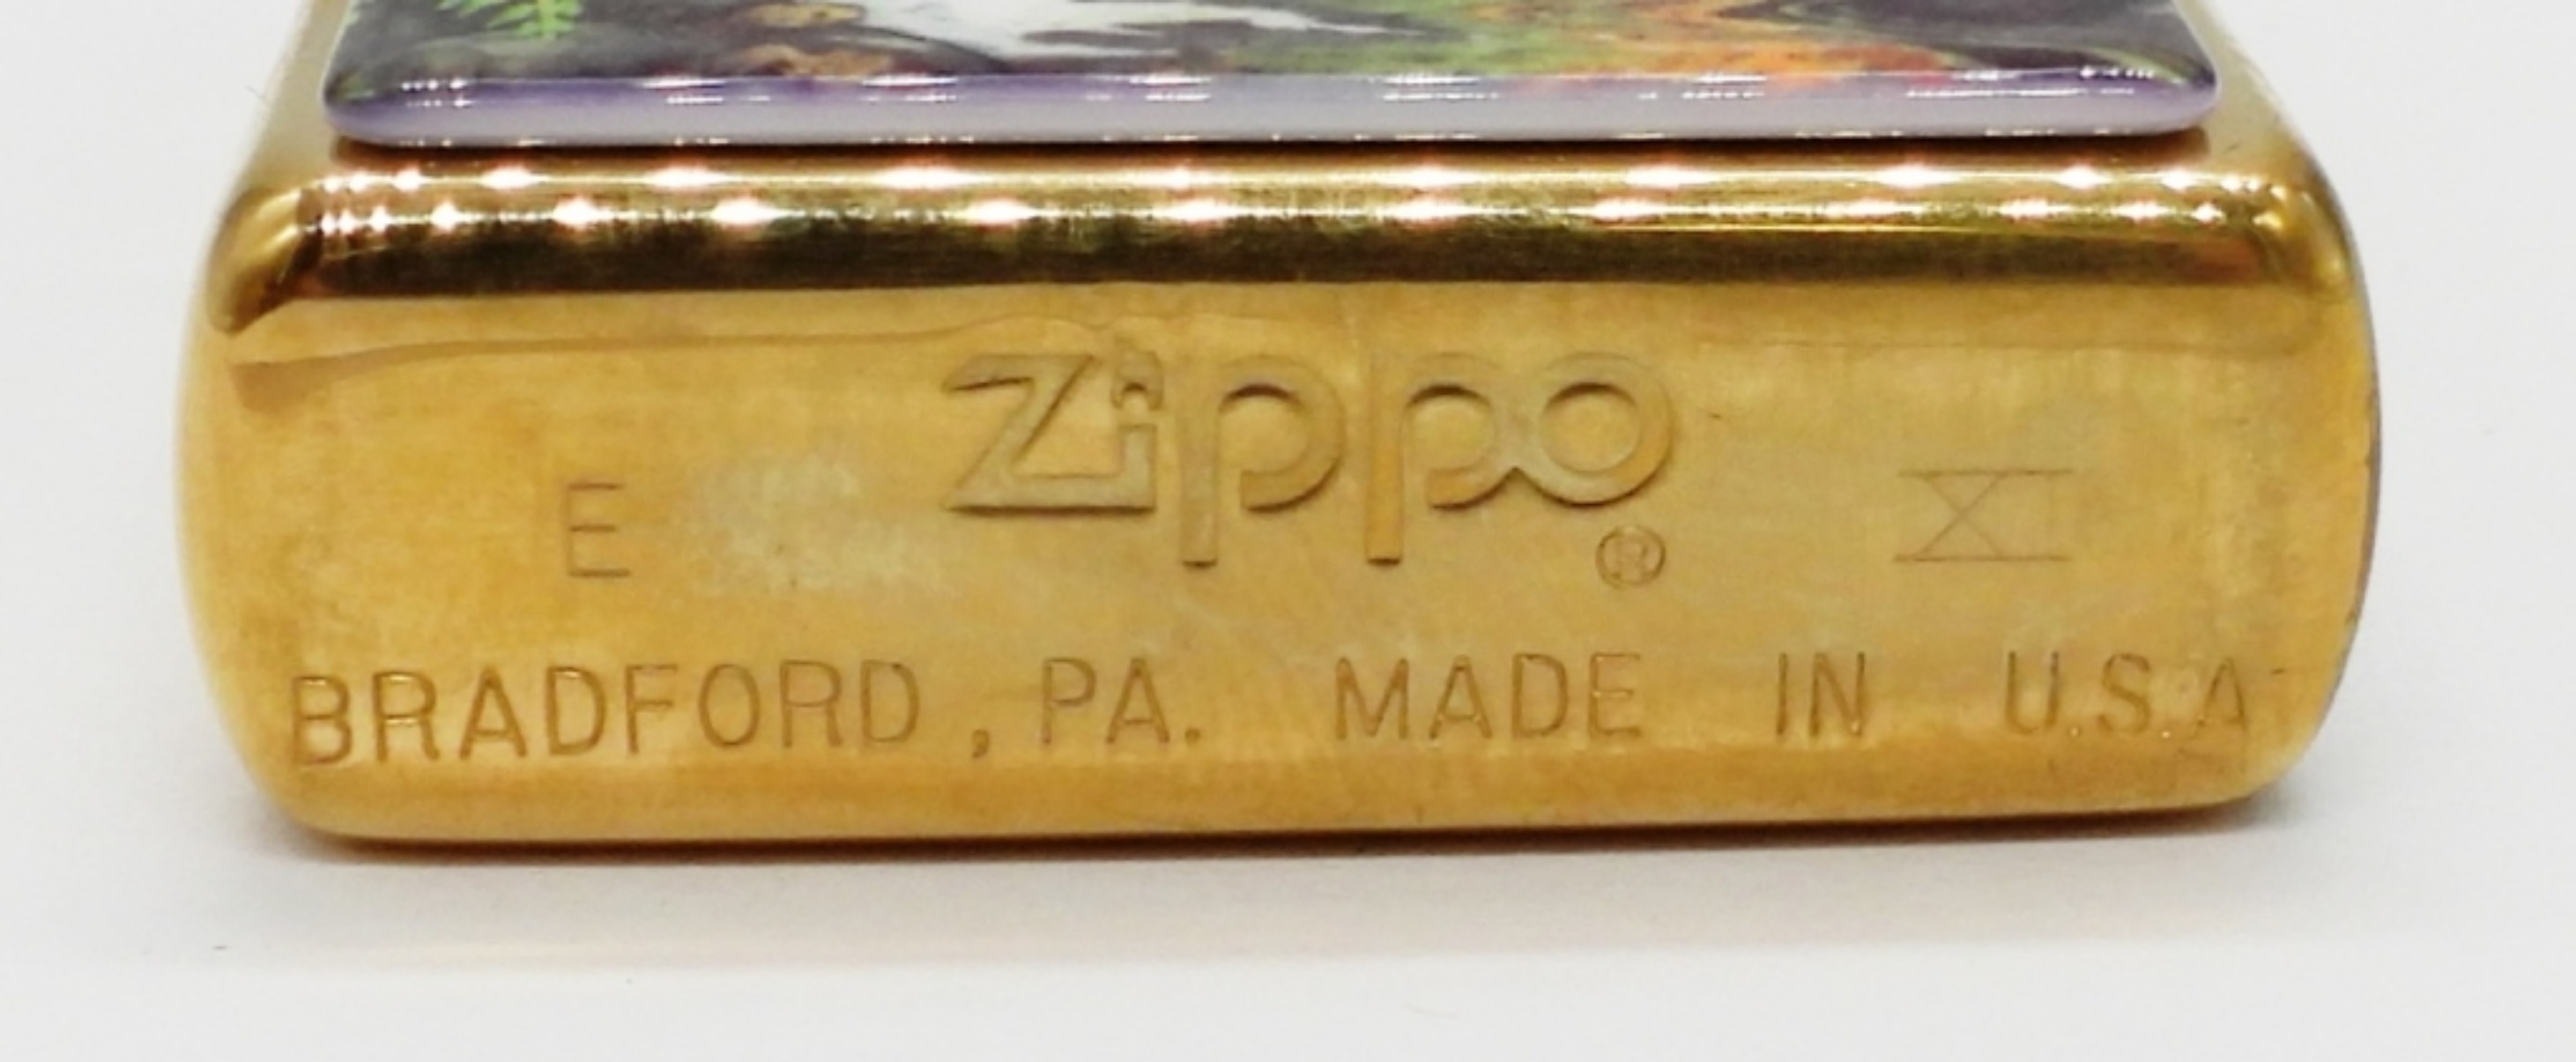 Zippo
E ® XI
BRADFORD, PA. MADE IN U.S.A